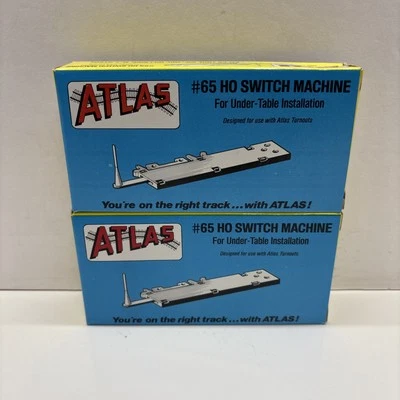 ATLAS
#65 HO SWITCH MACHINE
For Under-Table Installation
Designed for use with Atlas Turnouts
You're on the right track...with ATLAS!
ATLAS
#65 HO SWITCH MACHINE
For Under-Table Installation
Designed for use with Atlas Turnouts
You're on the right track...with ATLAS!